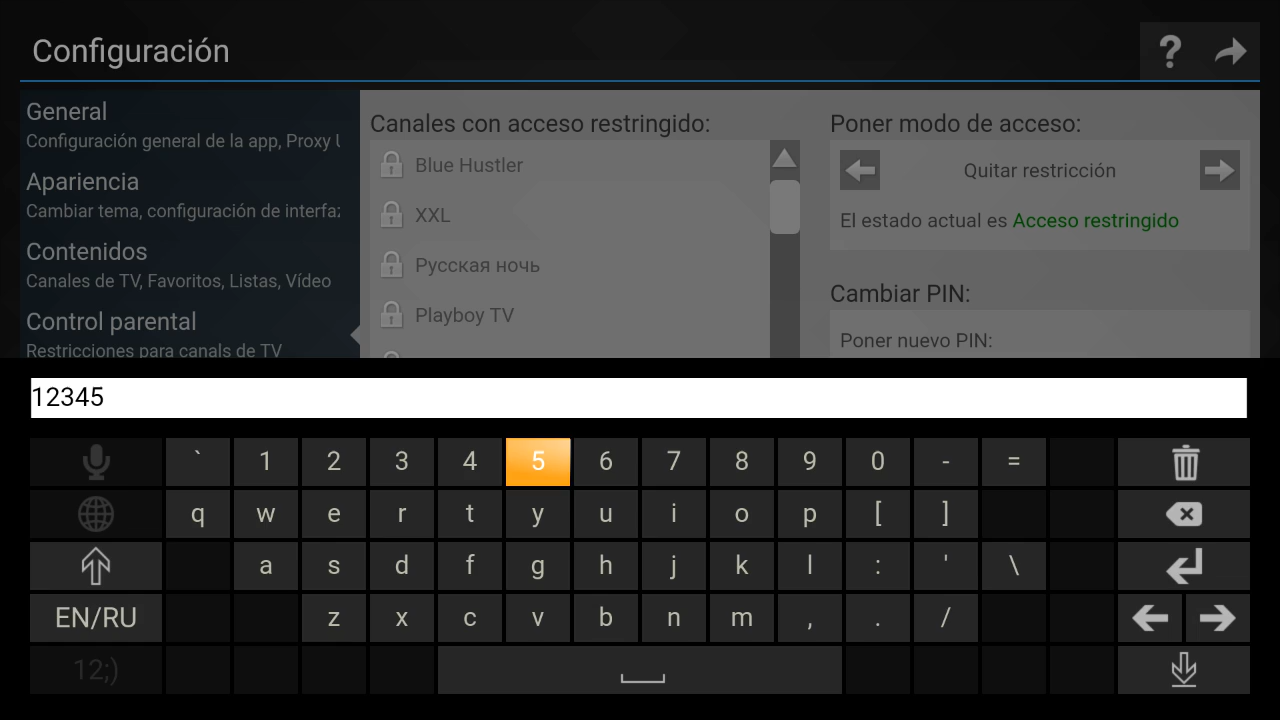 Configuración
?
General
Configuración general de la app, Proxy
Apariencia
Cambiar tema, configuración de interfa
Contenidos
Canales de TV, Favoritos, Listas, Vídeo
Control parental
Restricciones para canals de TV
Canales con acceso restringido:
Blue Hustler
XXL
Русская ночь
Playboy TV
Poner modo de acceso:
Quitar restricción
El estado actual es Acceso restringido
Cambiar PIN:
Poner nuevo PIN:
12345
` 1 2 3 4 5 6 7 8 9 0 - =
q w e r t y u i o p [ ]
a s d f g h j k l : ' \
EN/RU z x c v b n m , . /
12;)